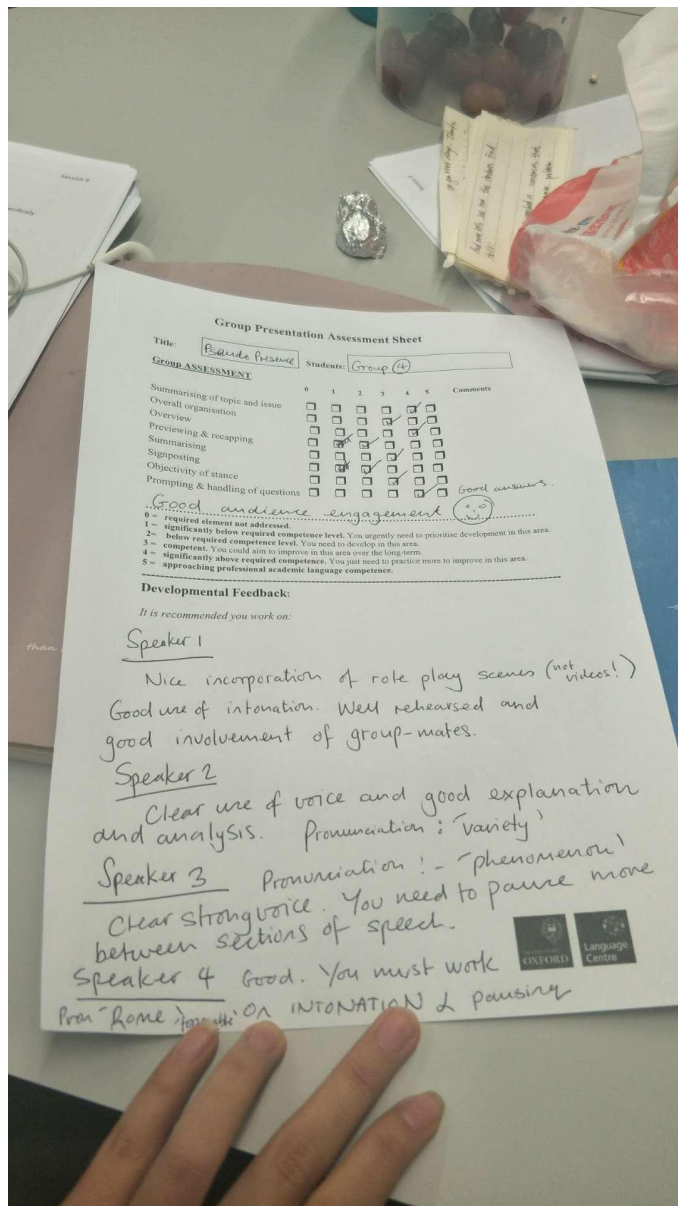 Session 9
Group Presentation Assessment Sheet
Title: Pseudo Presence Students: Group 4
Group ASSESSMENT
0 1 2 3 4 5 Comments
Summarising of topic and issue
Overall organisation
Overview
Previewing & recapping
Summarising
Signposting
Objectivity of stance
Prompting & handling of questions Good answers.
Good audience engagement
0 = required element not addressed.
1 = significantly below required competence level. You urgently need to prioritise development in this area.
2= below required competence level. You need to develop in this area.
3 = competent. You could aim to improve in this area over the long-term.
4 = significantly above required competence. You just need to practice more to improve in this area.
5 = approaching professional academic language competence.
Developmental Feedback:
It is recommended you work on:
than
Speaker 1
Nice incorporation of role play scenes (not videos!)
Good use of intonation. Well rehearsed and
good involvement of group-mates.
Speaker 2
Clear use of voice and good explanation
and analysis. Pronunciation: 'variety'
Speaker 3 Pronunciation! - 'phenomenon'
Clear strong voice. You need to pause more
between sections of speech.
Speaker 4 Good. You must work
Pron 'Rome' ON INTONATION & pausing
OXFORD
Language
Centre